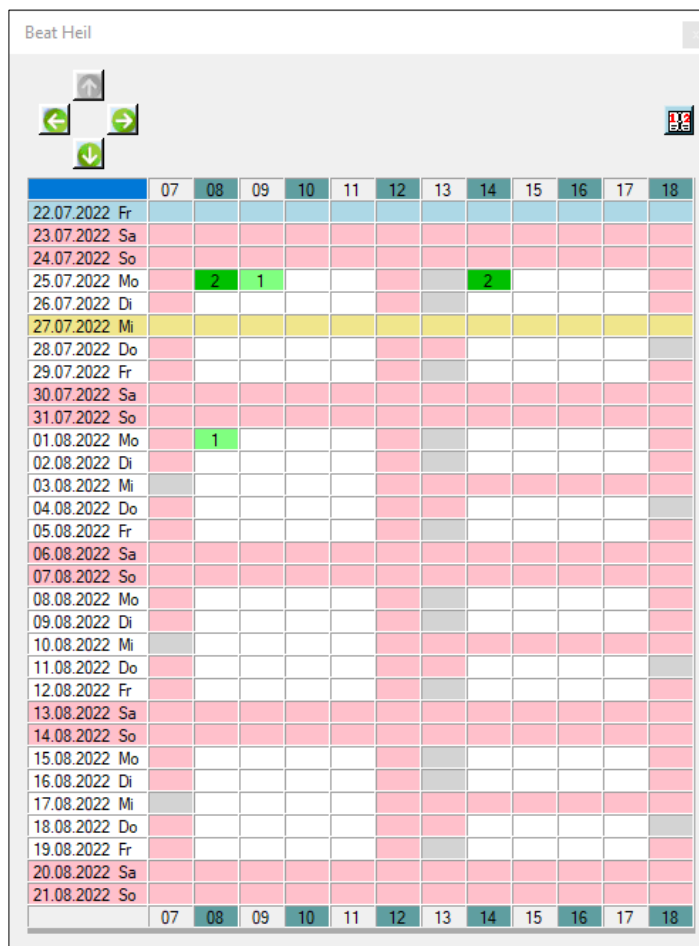 Beat Heil
1 2
07 08 09 10 11 12 13 14 15 16 17 18
22.07.2022 Fr
23.07.2022 Sa
24.07.2022 So
25.07.2022 Mo 2 1 2
26.07.2022 Di
27.07.2022 Mi
28.07.2022 Do
29.07.2022 Fr
30.07.2022 Sa
31.07.2022 So
01.08.2022 Mo 1
02.08.2022 Di
03.08.2022 Mi
04.08.2022 Do
05.08.2022 Fr
06.08.2022 Sa
07.08.2022 So
08.08.2022 Mo
09.08.2022 Di
10.08.2022 Mi
11.08.2022 Do
12.08.2022 Fr
13.08.2022 Sa
14.08.2022 So
15.08.2022 Mo
16.08.2022 Di
17.08.2022 Mi
18.08.2022 Do
19.08.2022 Fr
20.08.2022 Sa
21.08.2022 So
07 08 09 10 11 12 13 14 15 16 17 18